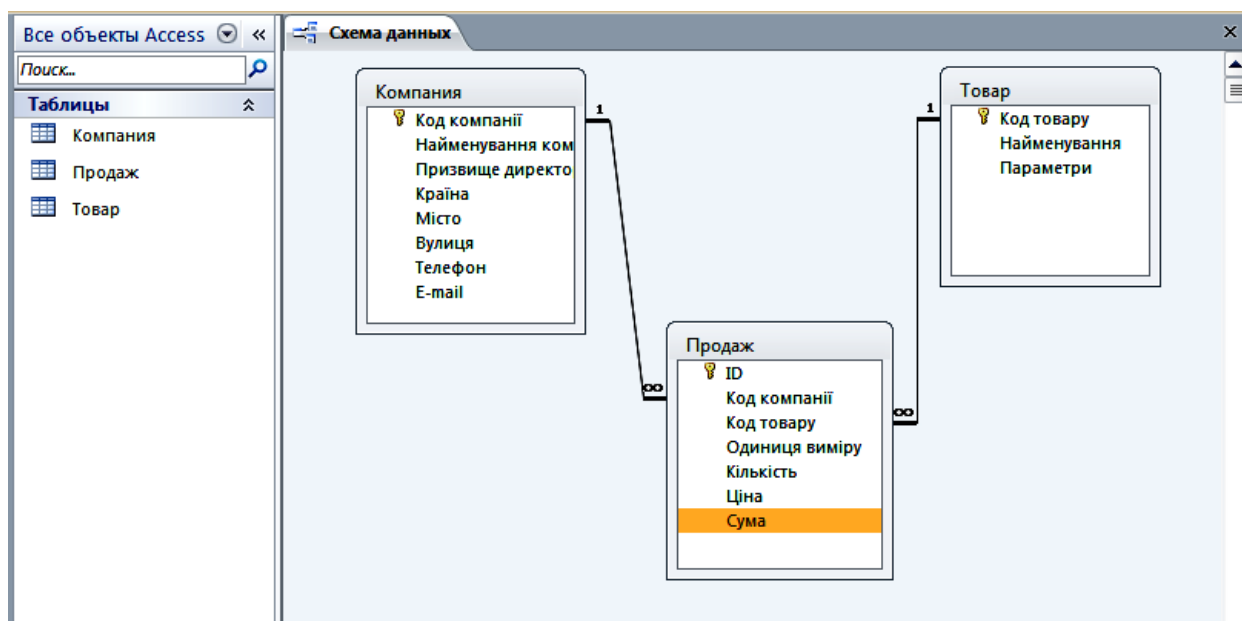 Все объекты Access
Схема данных
Поиск...
Таблицы
Компания
Продаж
Товар
Компания
Код компанії
Найменування ком
Призвище директо
Країна
Місто
Вулиця
Телефон
E-mail
1
∞
Товар
Код товару
Найменування
Параметри
1
∞
Продаж
ID
Код компанії
Код товару
Одиниця виміру
Кількість
Ціна
Сума